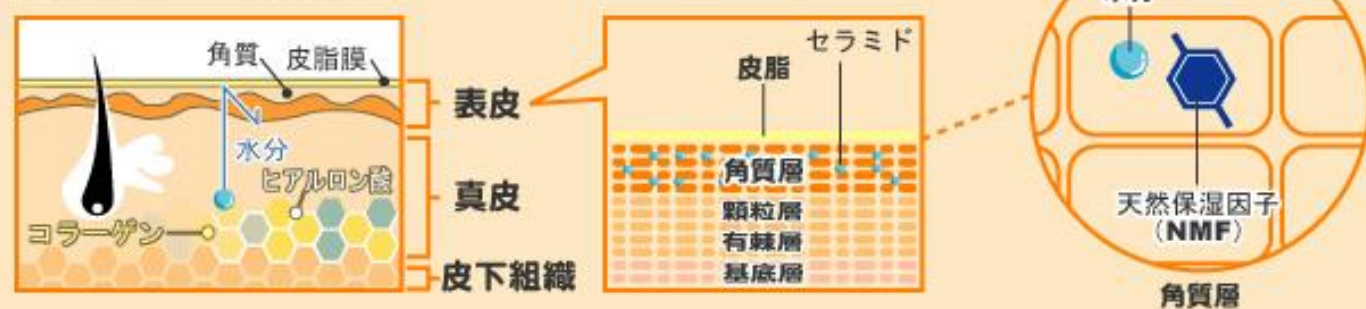 角質
皮脂膜
水分
ヒアルロン酸
コラーゲン
表皮
真皮
皮下組織
セラミド
皮脂
角質層
顆粒層
有棘層
基底層
天然保湿因子
(NMF)
角質層